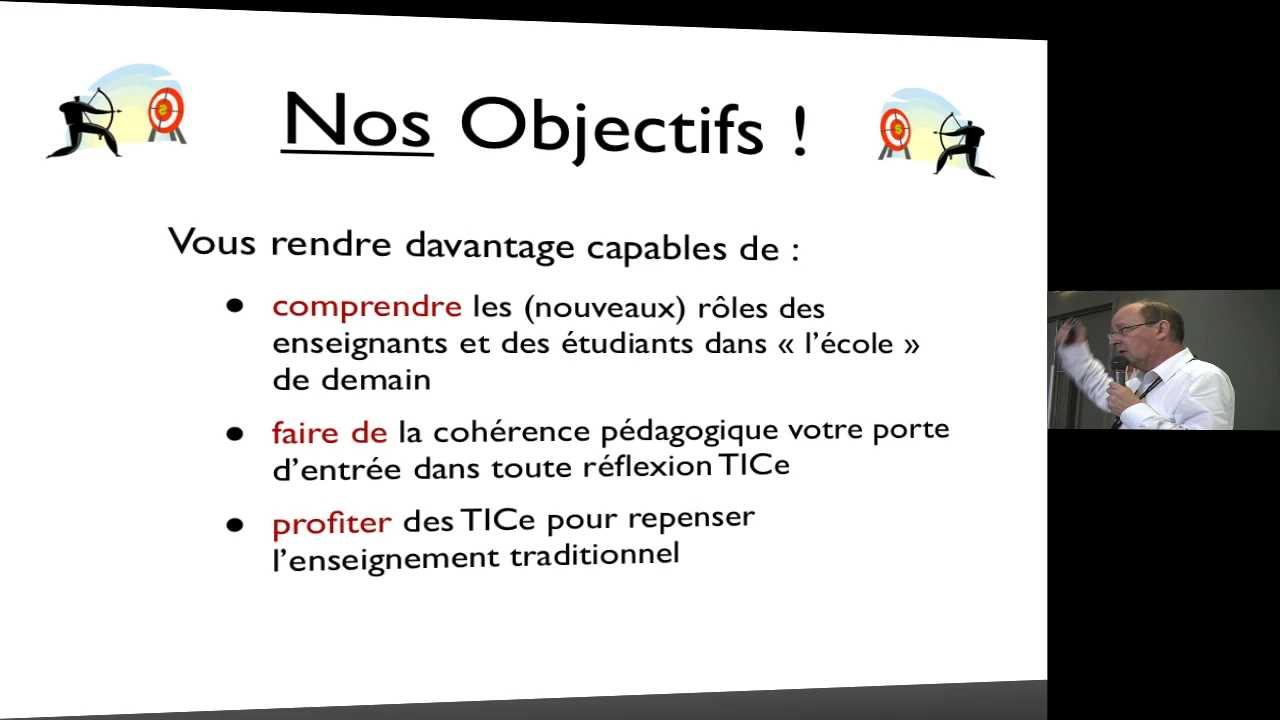 Nos Objectifs !
Vous rendre davantage capables de :
• comprendre les (nouveaux) rôles des
enseignants et des étudiants dans « l'école »
de demain
• faire de la cohérence pédagogique votre porte
d'entrée dans toute réflexion TICe
• profiter des TICe pour repenser
l'enseignement traditionnel